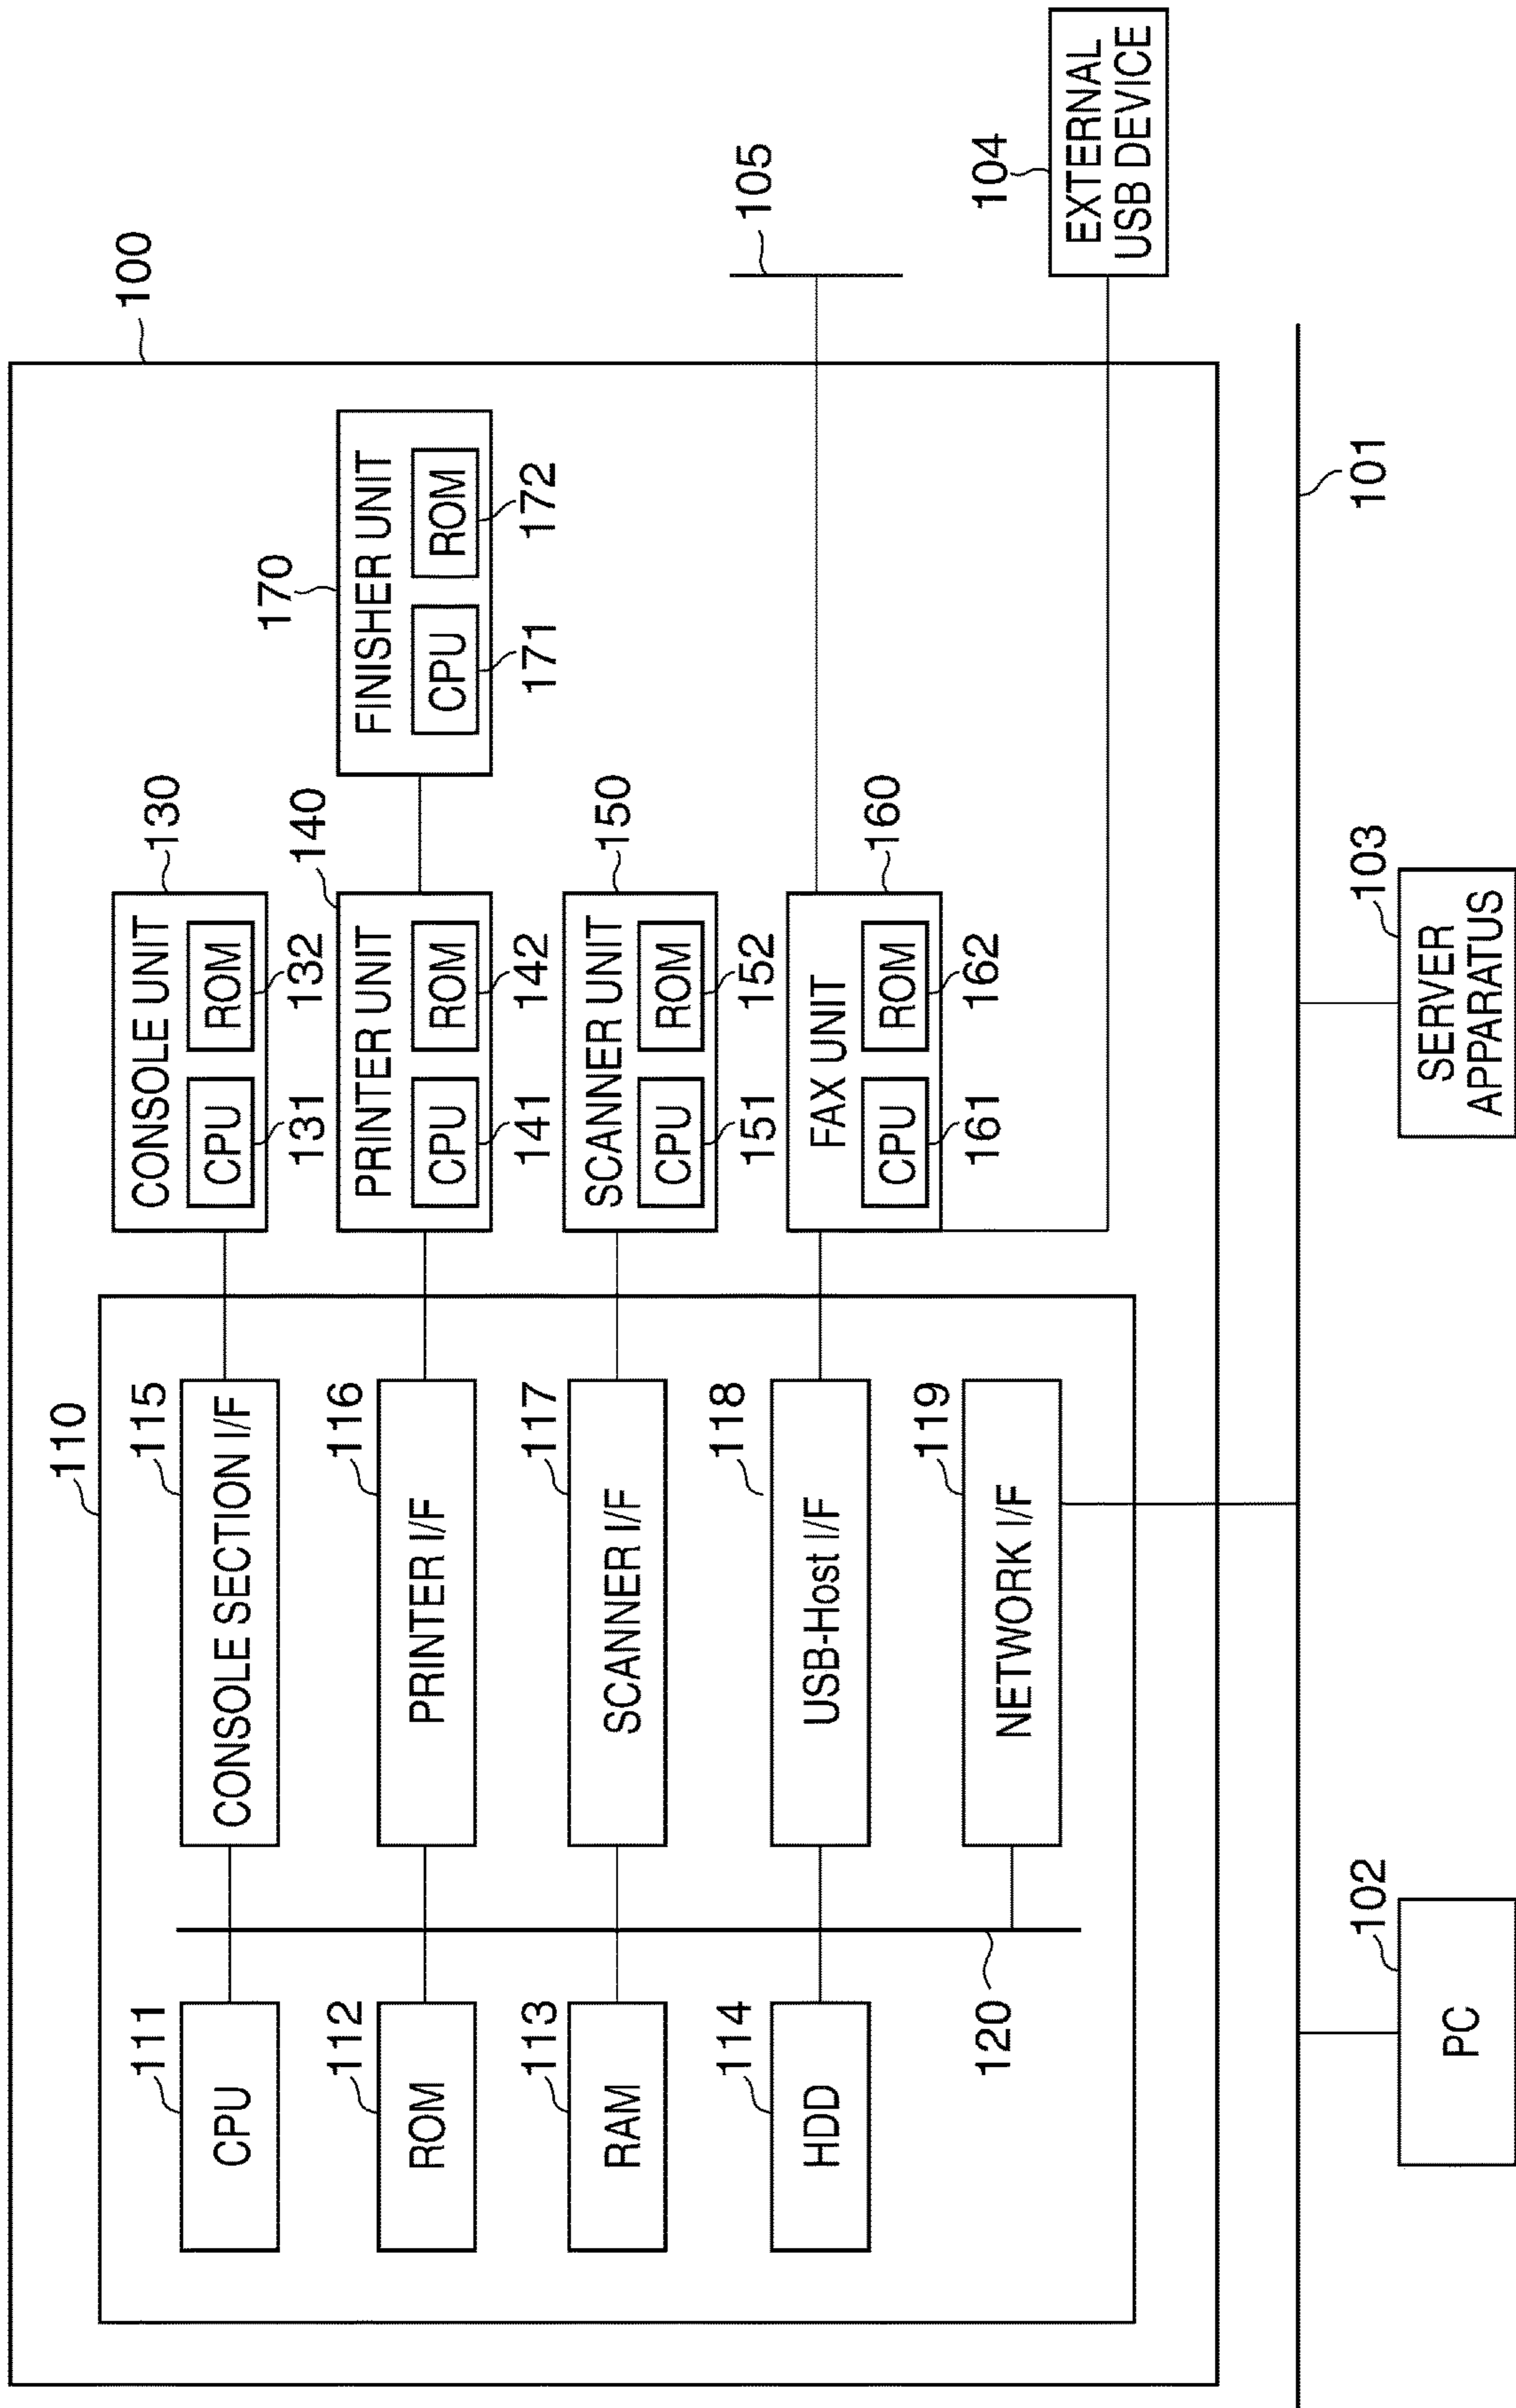 100
110
111
CPU
112
ROM
113
RAM
114
HDD
120
115
CONSOLE SECTION I/F
116
PRINTER I/F
117
SCANNER I/F
118
USB-Host I/F
119
NETWORK I/F
130
CONSOLE UNIT
CPU
ROM
131
132
140
PRINTER UNIT
CPU
ROM
141
142
150
SCANNER UNIT
CPU
ROM
151
152
160
FAX UNIT
CPU
ROM
161
162
170
FINISHER UNIT
CPU
ROM
171
172
105
104
EXTERNAL
USB DEVICE
101
102
PC
103
SERVER
APPARATUS